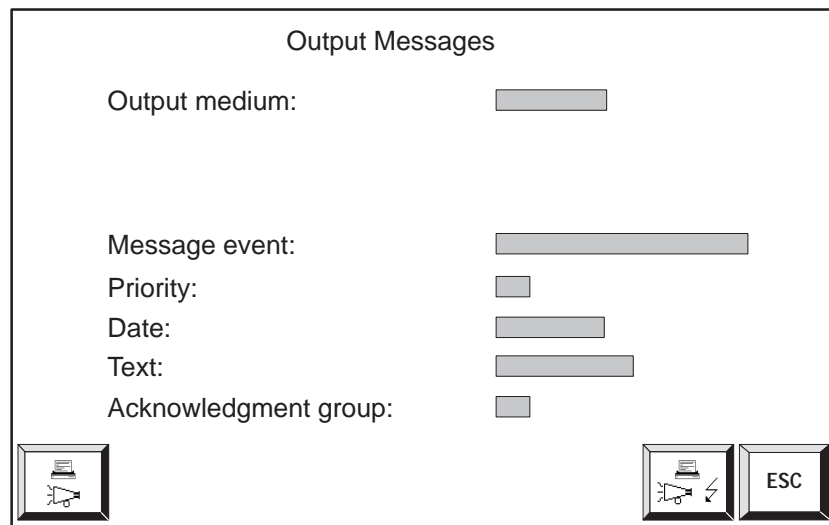 Output Messages
Output medium:
Message event:
Priority:
Date:
Text:
Acknowledgment group:
ESC